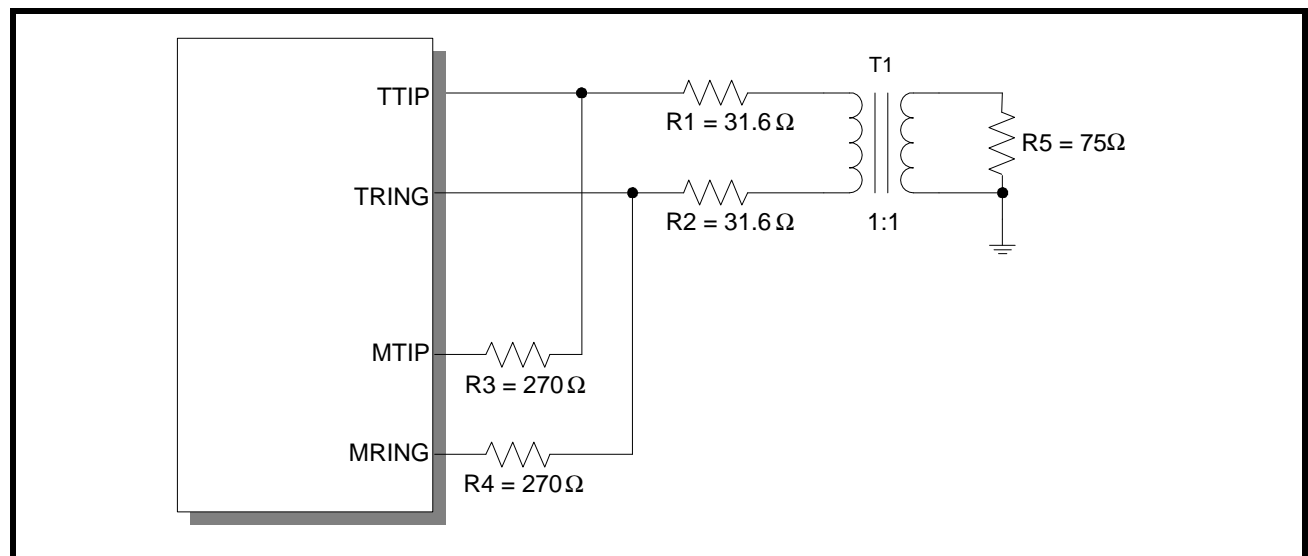 T1
TTIP
R1 = 31.6 Ω
R5 = 75Ω
TRING
R2 = 31.6 Ω
1:1
MTIP
R3 = 270 Ω
MRING
R4 = 270 Ω